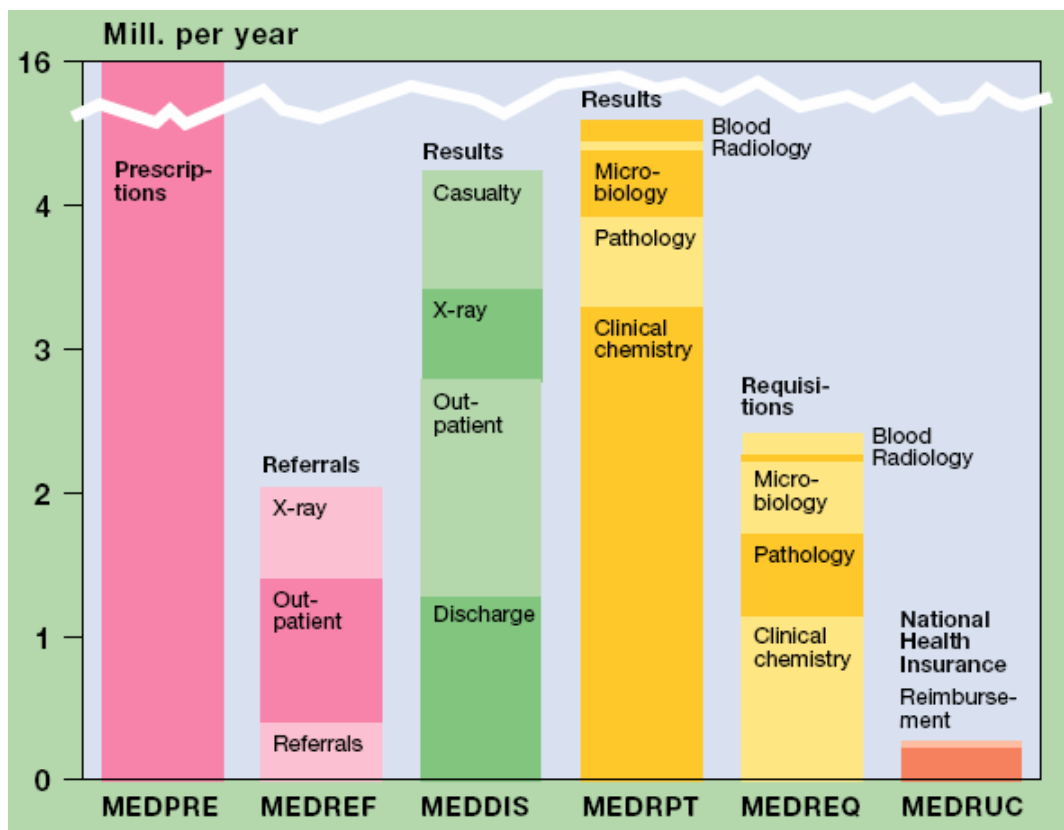 Mill. per year
16
4
3
2
1
0
Prescrip-
tions
Referrals
X-ray
Out-
patient
Referrals
Results
Casualty
X-ray
Out-
patient
Discharge
Results
Blood
Radiology
Micro-
biology
Pathology
Clinical
chemistry
Requisi-
tions
Blood
Radiology
Micro-
biology
Pathology
Clinical
chemistry
National
Health
Insurance
Reimburse-
ment
MEDPRE MEDREF MEDDIS MEDRPT MEDREQ MEDRUC